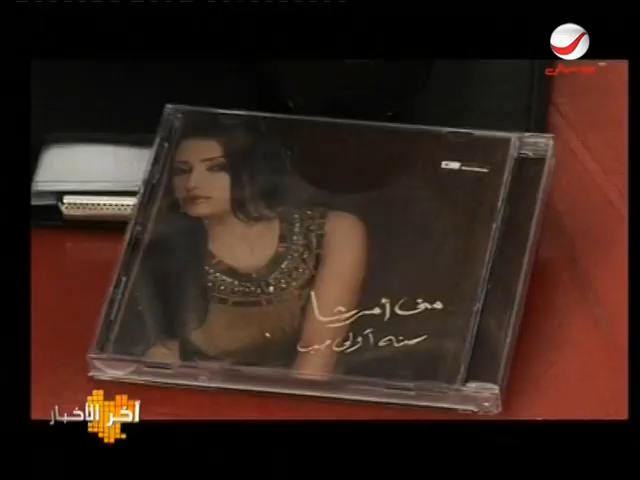 منى أمرشا
سنه أولى حب
آخر الأخبار